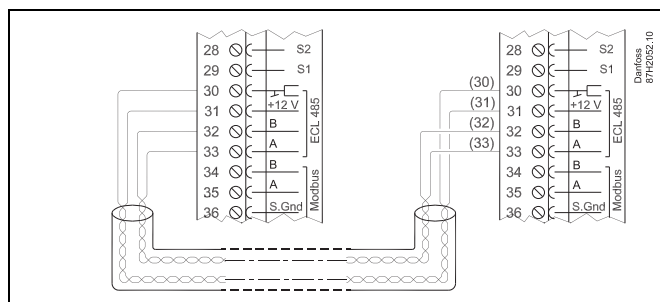 28 S2
29 S1
30
31 +12 V
32 B
33 A
34 B
35 A
36 S.Gnd
ECL 485
Modbus
(30)
(31)
(32)
(33)
28 S2
29 S1
30
31 +12 V
32 B
33 A
34 B
35 A
36 S.Gnd
ECL 485
Modbus
Danfoss
87H2052.10